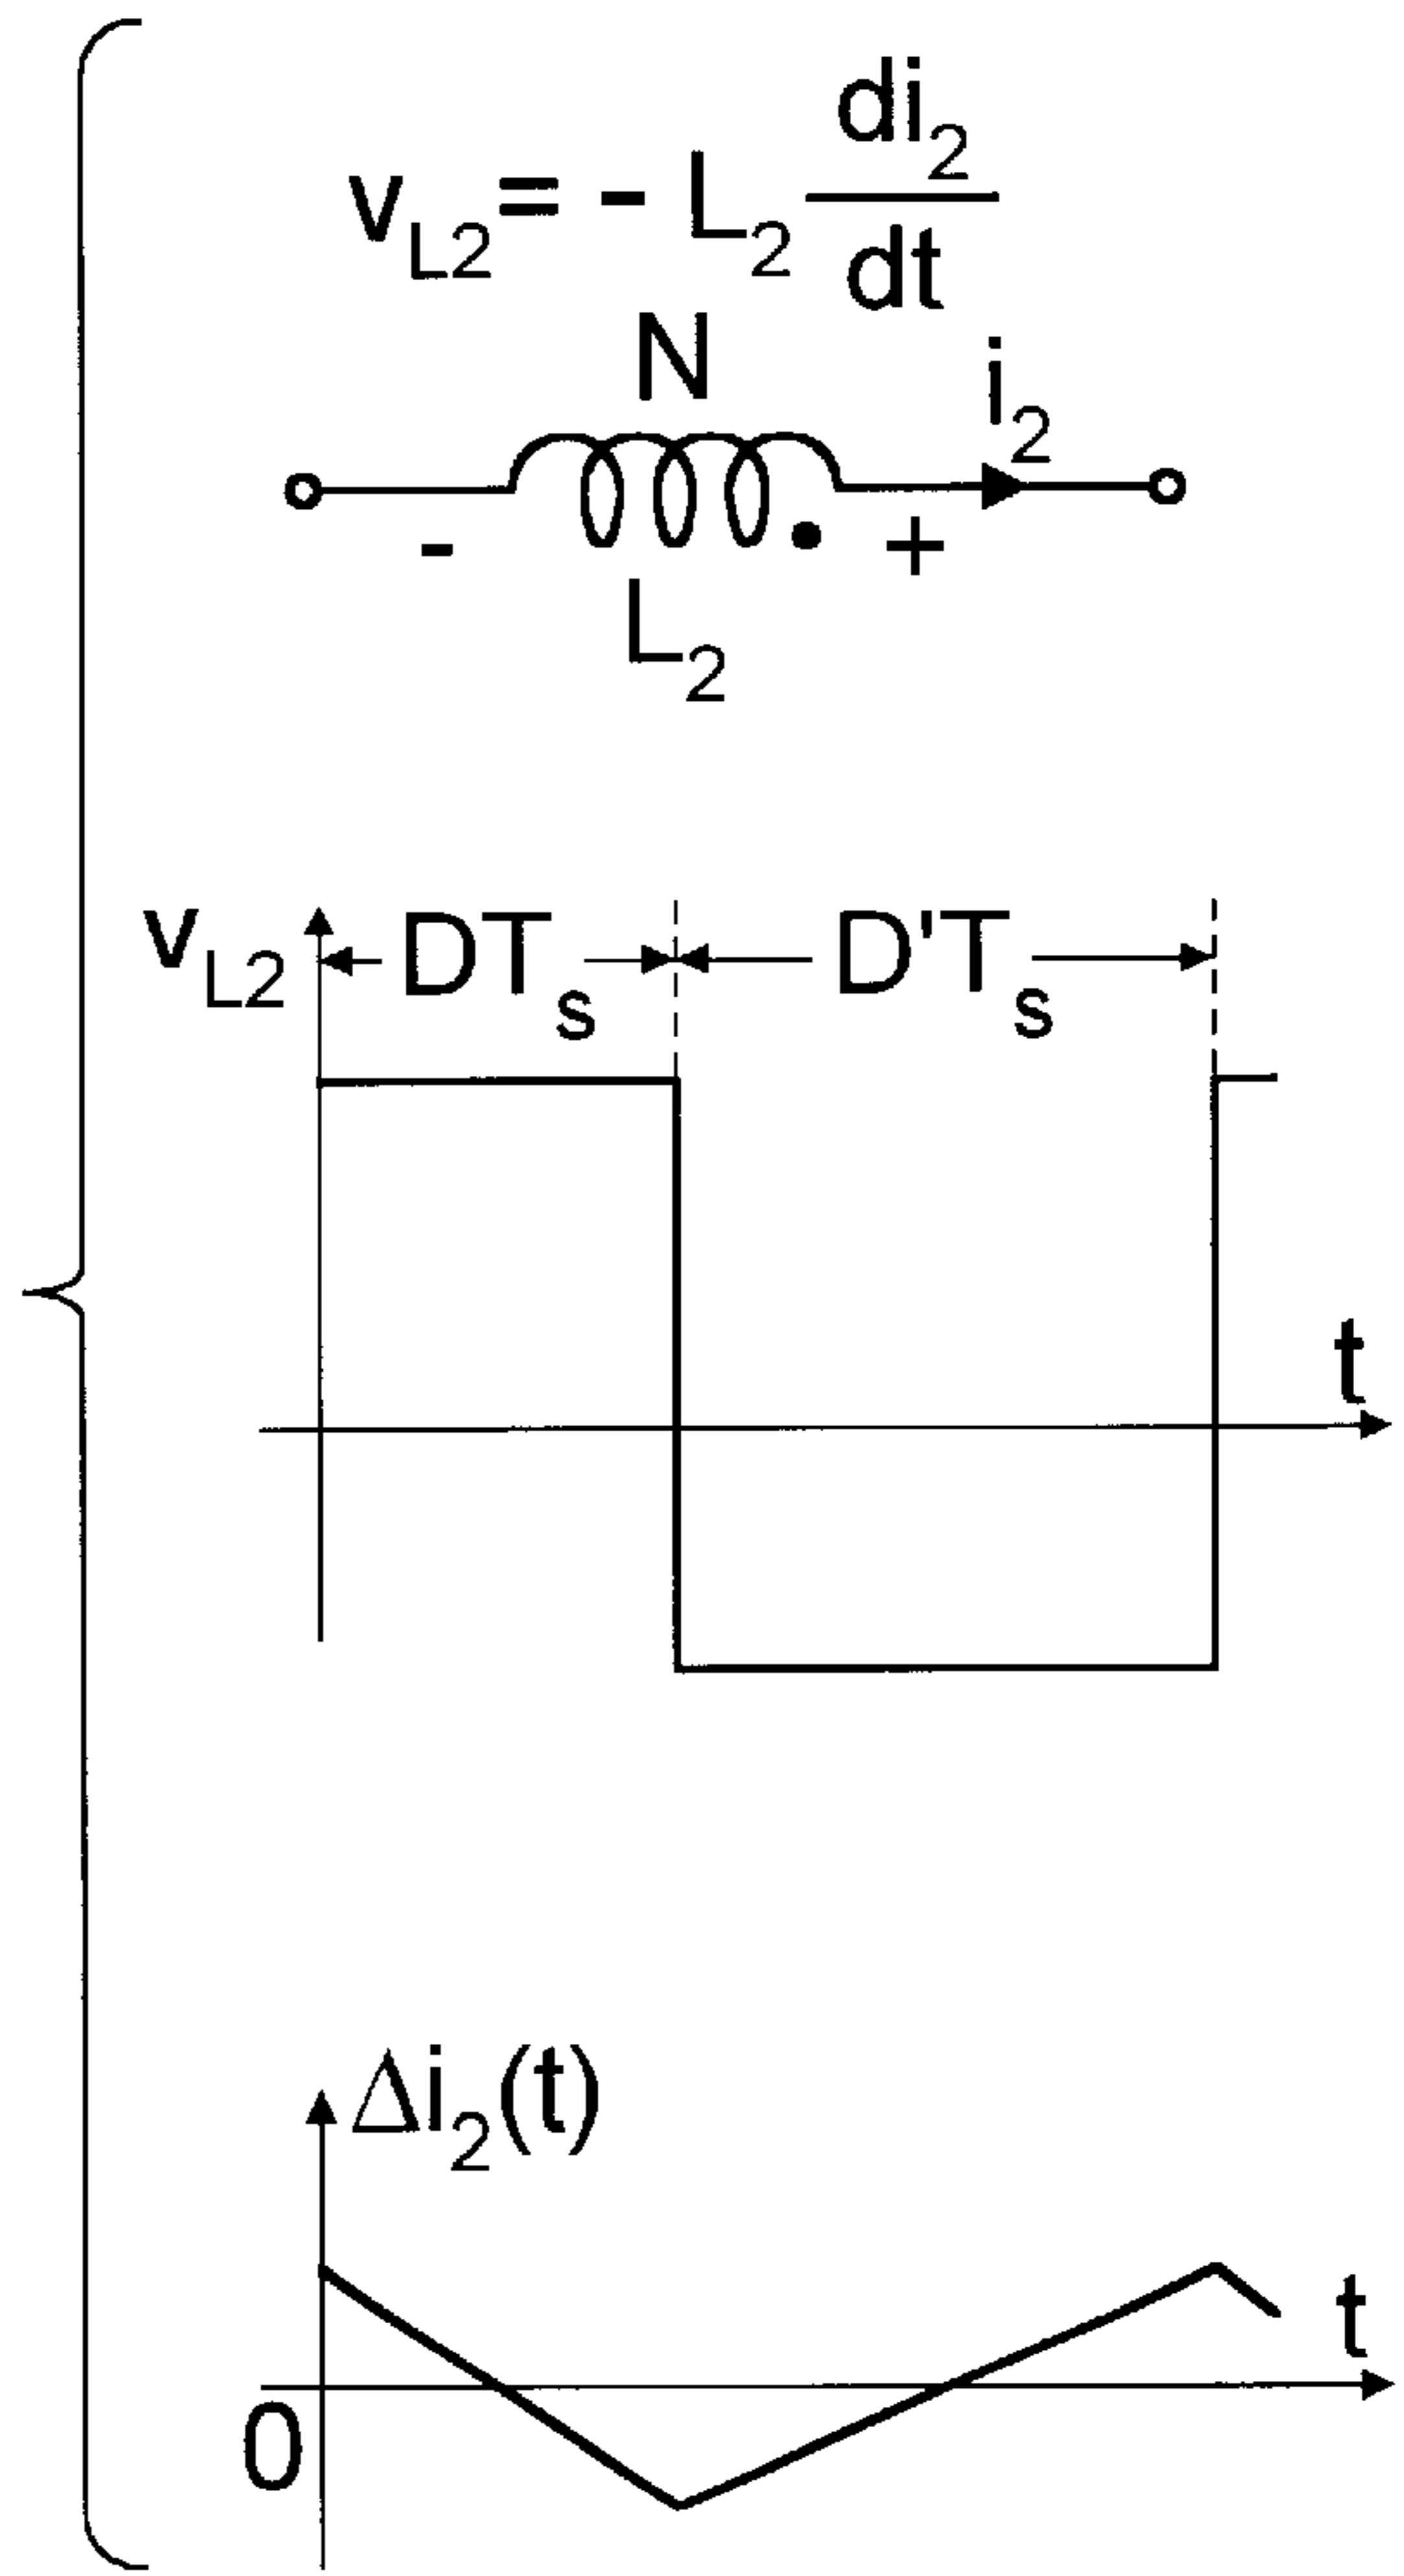 v_L2 = - L_2 di_2/dt
N
i_2
- +
L_2
v_L2 DT_s D'T_s
t
Δi_2(t)
t
0